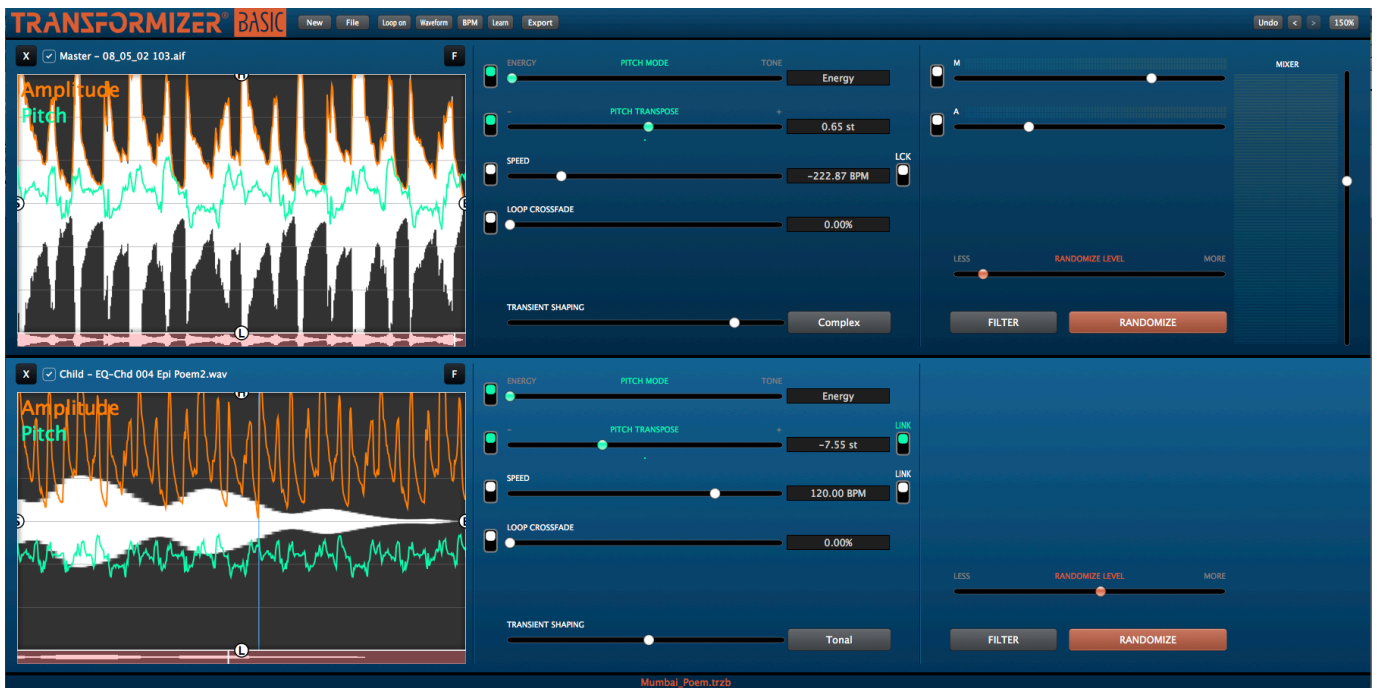 TRANSFORMIZER® BASIC New File Loop on Waveform BPM Learn Export Undo < > 150%
X Master – 08_05_02 103.aif F
Amplitude
Pitch
H
S
E
L
ENERGY PITCH MODE TONE
Energy
- PITCH TRANSPOSE +
0.65 st
SPEED
-222.87 BPM
LCK
LOOP CROSSFADE
0.00%
TRANSIENT SHAPING
Complex
M
A
MIXER
LESS RANDOMIZE LEVEL MORE
FILTER RANDOMIZE
X Child – EQ-Chd 004 Epi Poem2.wav F
Amplitude
Pitch
H
S
E
L
ENERGY PITCH MODE TONE
Energy
- PITCH TRANSPOSE +
-7.55 st
LINK
SPEED
120.00 BPM
LINK
LOOP CROSSFADE
0.00%
TRANSIENT SHAPING
Tonal
LESS RANDOMIZE LEVEL MORE
FILTER RANDOMIZE
Mumbai_Poem.trzb